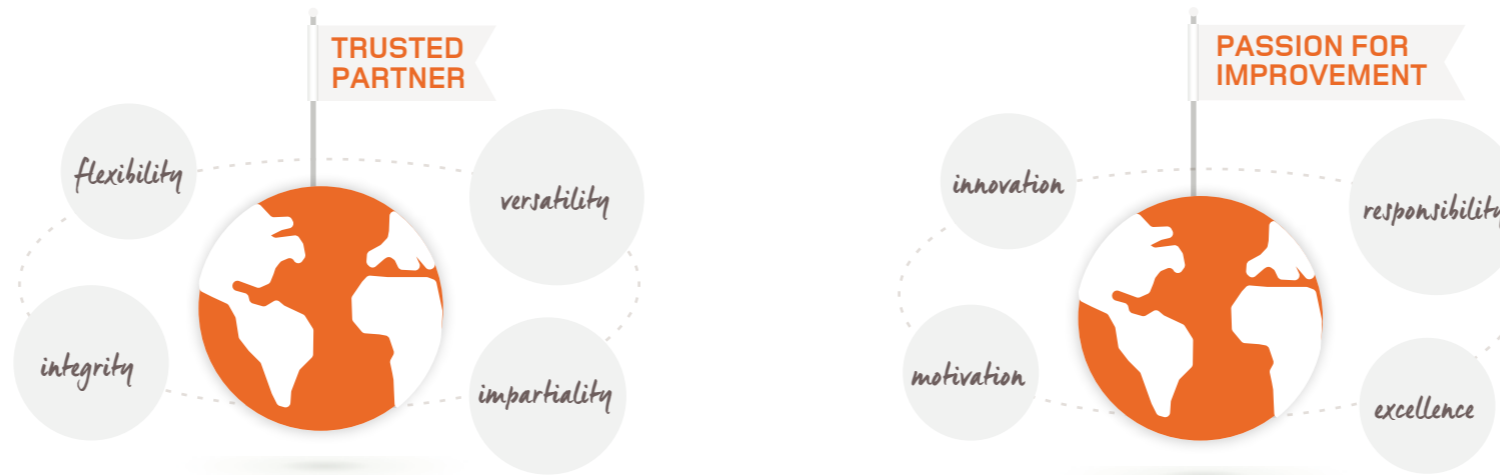 TRUSTED
PARTNER
flexibility
versatility
integrity
impartiality
PASSION FOR
IMPROVEMENT
innovation
responsibility
motivation
excellence